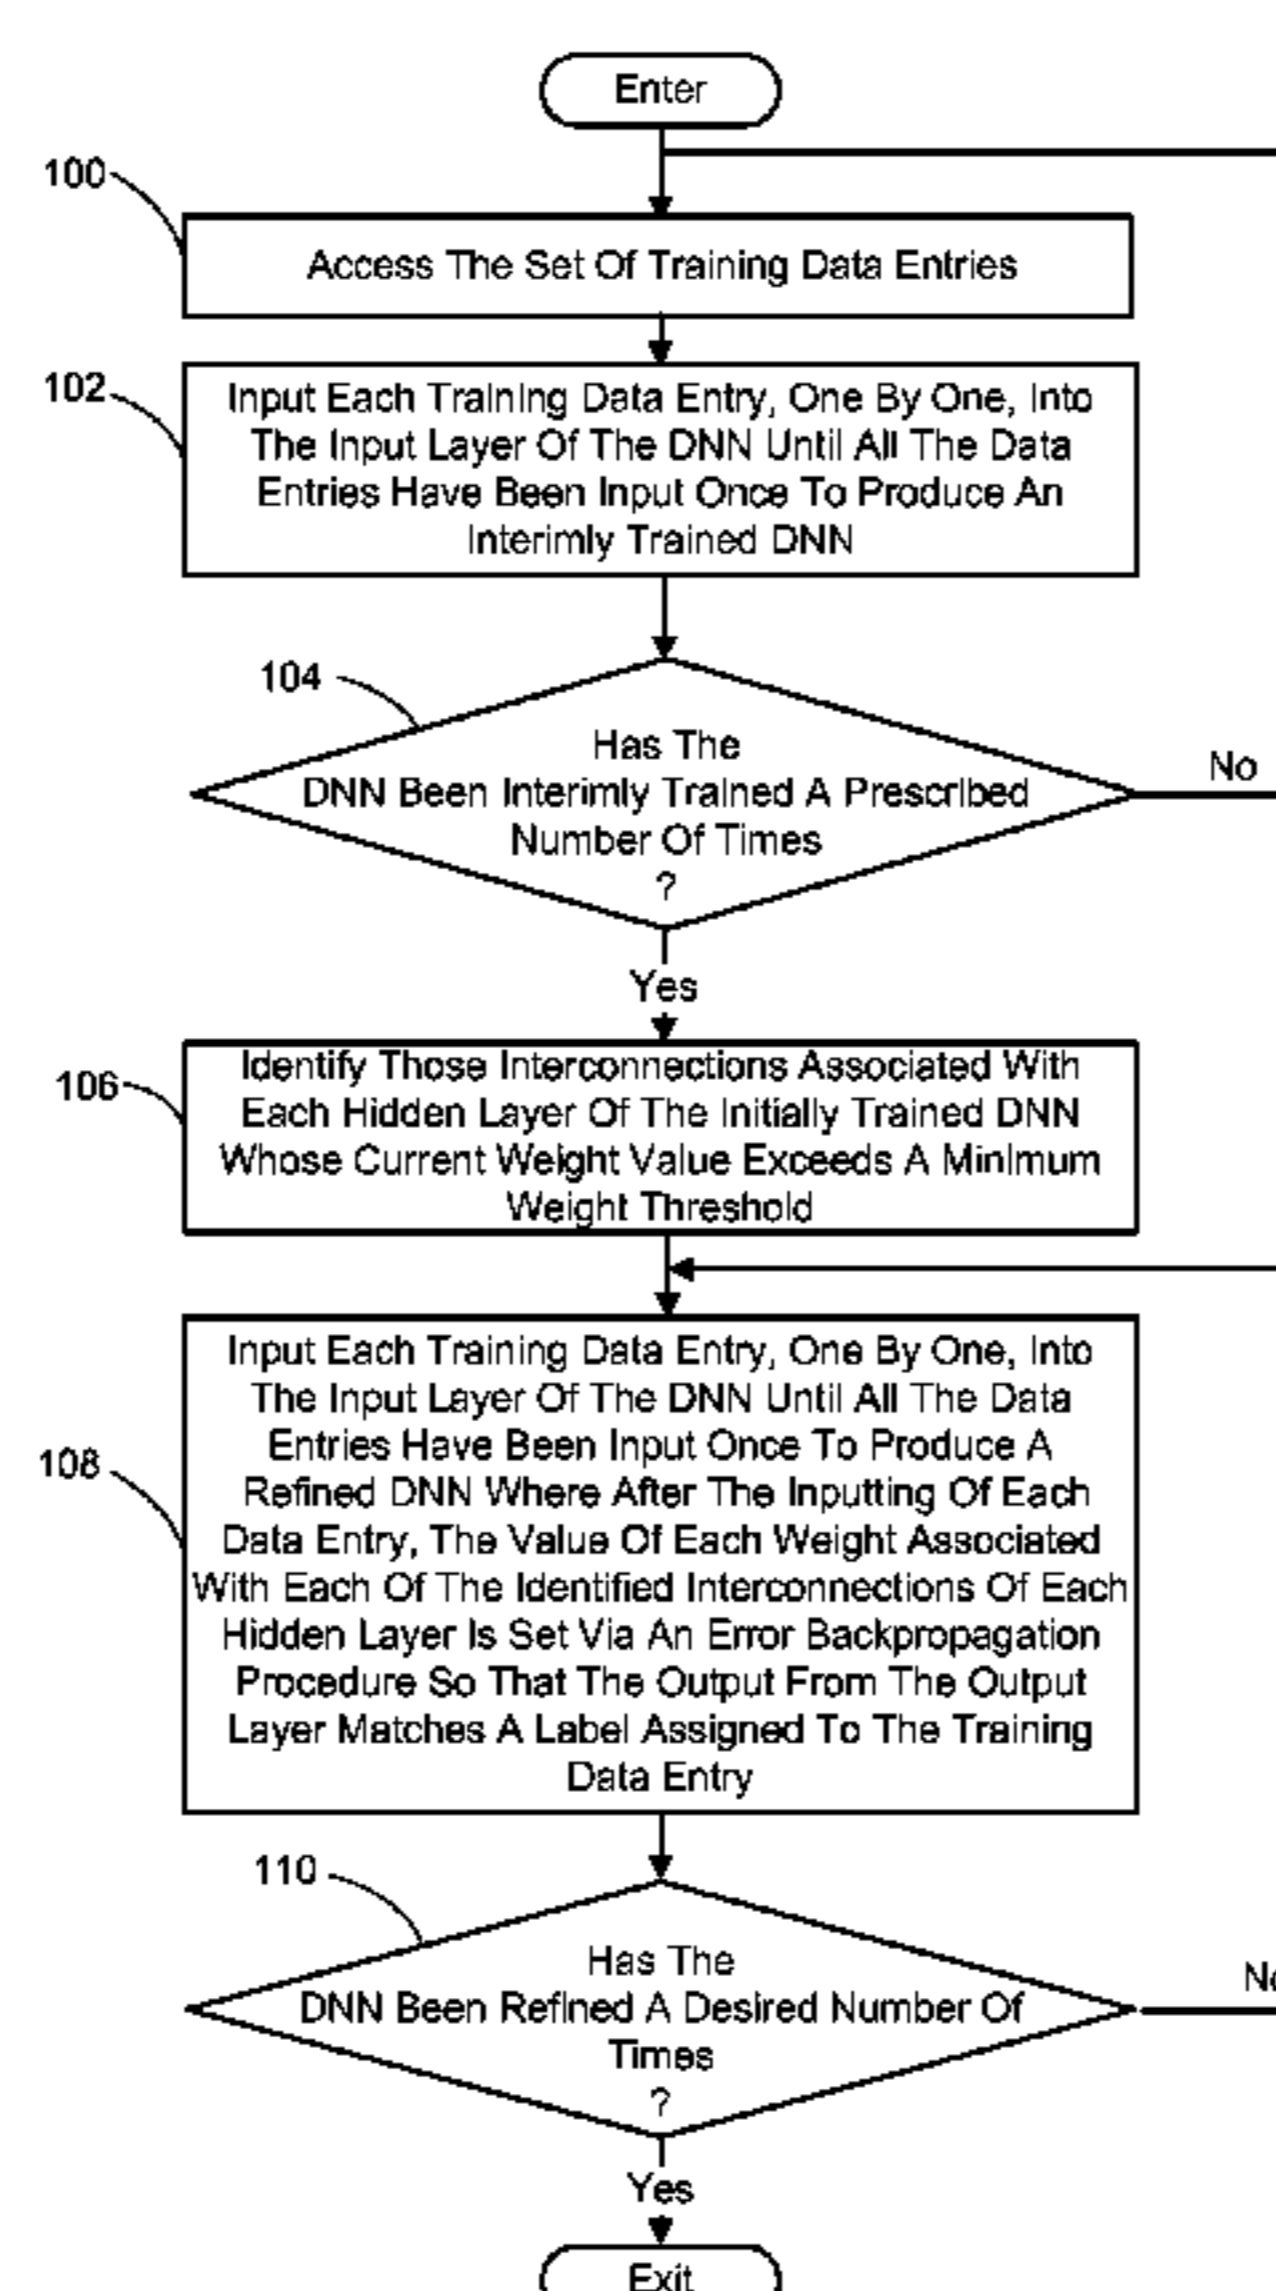 Enter
100
Access The Set Of Training Data Entries
102
Input Each Training Data Entry, One By One, Into
The Input Layer Of The DNN Until All The Data
Entries Have Been Input Once To Produce An
Interimly Trained DNN
104
Has The
DNN Been Interimly Trained A Prescribed
Number Of Times
?
No
Yes
106
Identify Those Interconnections Associated With
Each Hidden Layer Of The Initially Trained DNN
Whose Current Weight Value Exceeds A Minimum
Weight Threshold
108
Input Each Training Data Entry, One By One, Into
The Input Layer Of The DNN Until All The Data
Entries Have Been Input Once To Produce A
Refined DNN Where After The Inputting Of Each
Data Entry, The Value Of Each Weight Associated
With Each Of The Identified Interconnections Of Each
Hidden Layer Is Set Via An Error Backpropagation
Procedure So That The Output From The Output
Layer Matches A Label Assigned To The Training
Data Entry
110
Has The
DNN Been Refined A Desired Number Of
Times
?
No
Yes
Exit